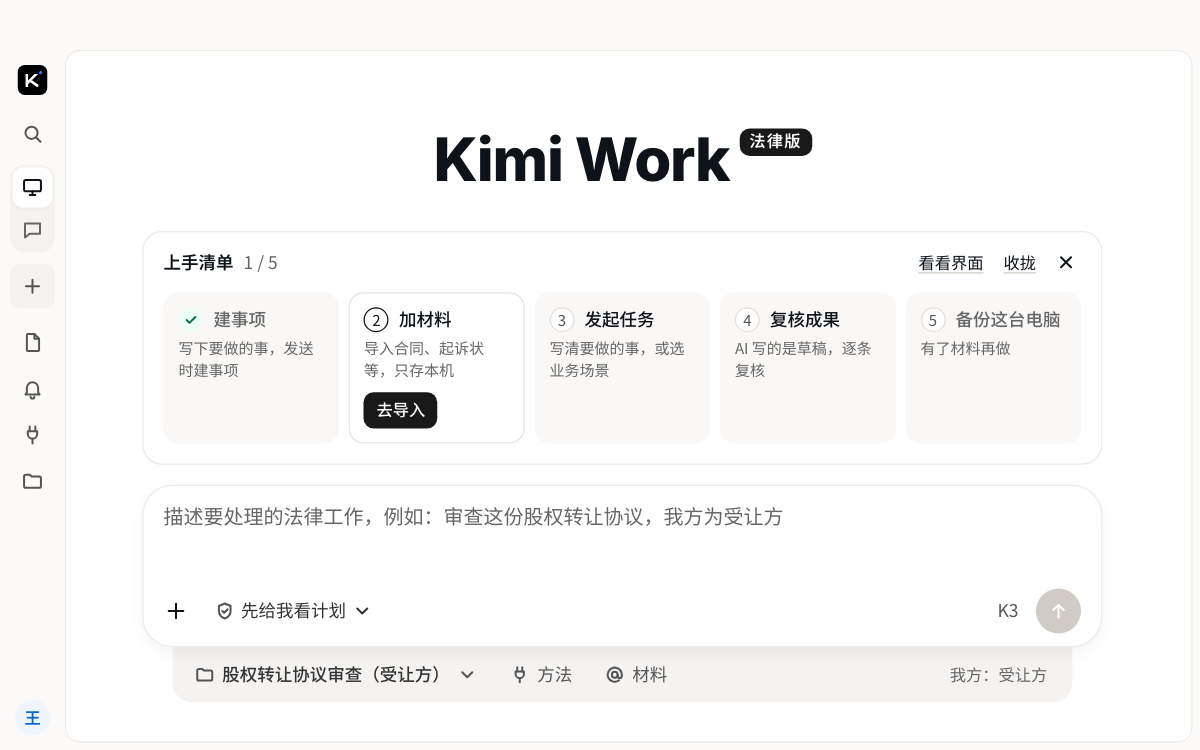 K
Kimi Work 法律版
上手清单 1 / 5 看看界面 收拢
建事项
写下要做的事，发送
时建事项
2 加材料
导入合同、起诉状
等，只存本机
去导入
3 发起任务
写清要做的事，或选
业务场景
4 复核成果
AI 写的是草稿，逐条
复核
5 备份这台电脑
有了材料再做
描述要处理的法律工作，例如：审查这份股权转让协议，我方为受让方
先给我看计划 K3
股权转让协议审查（受让方） 方法 材料 我方：受让方
王